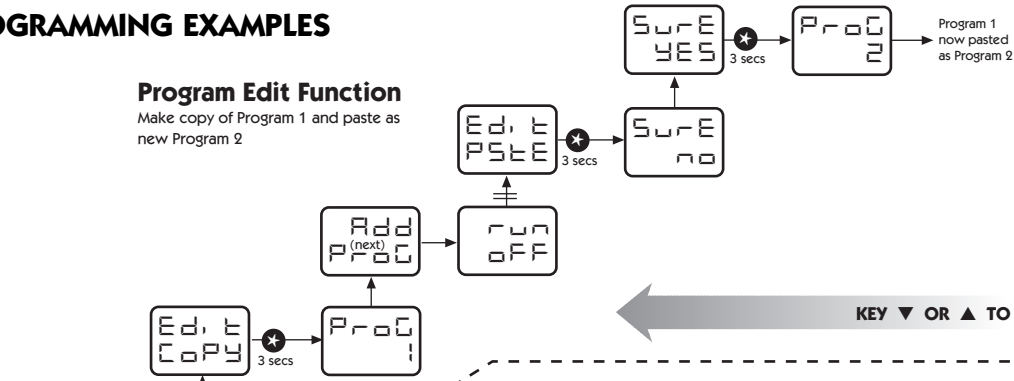 OGRAMMING EXAMPLES
Program Edit Function
Make copy of Program 1 and paste as
new Program 2
SurE
YES
3 secs
ProG
2
Program 1
now pasted
as Program 2
Edit
PStE
3 secs
SurE
no
Add
(next)
ProG
run
oFF
Edit
CoPY
3 secs
ProG
1
KEY ▼ OR ▲ TO